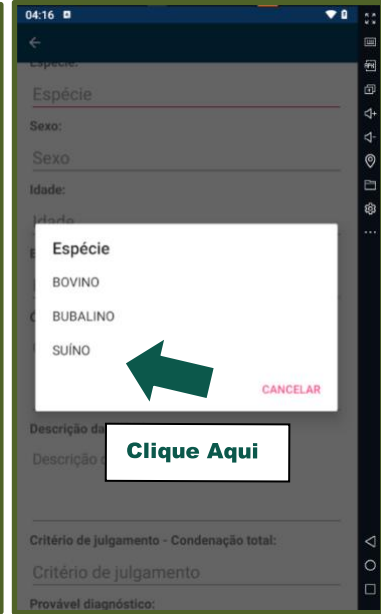 04:16
Espécie:
Espécie
Sexo:
Sexo
Idade:
Idade
Espécie
BOVINO
BUBALINO
SUÍNO
CANCELAR
Clique Aqui
Descrição da
Descrição
Critério de julgamento - Condenação total:
Critério de julgamento
Provável diagnóstico: